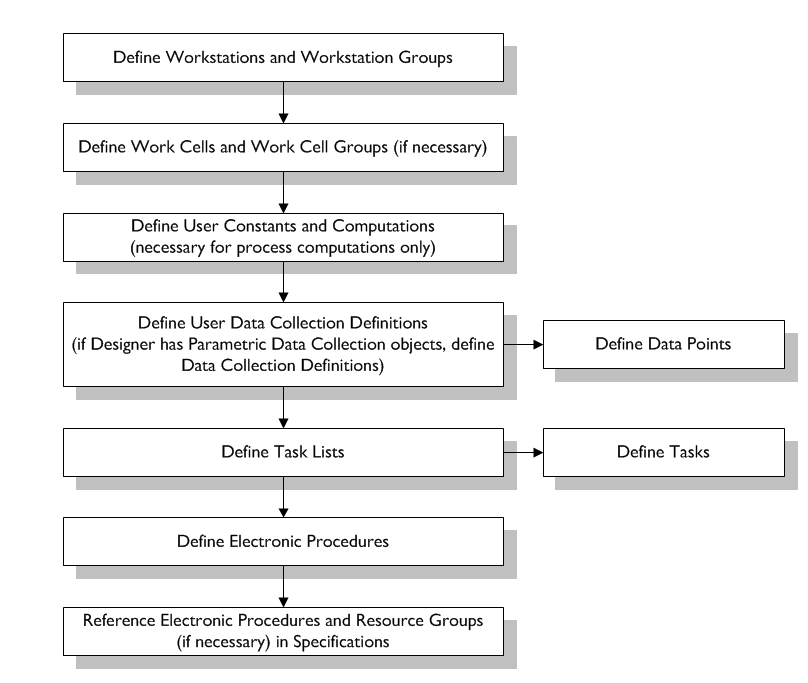 Define Workstations and Workstation Groups
Define Work Cells and Work Cell Groups (if necessary)
Define User Constants and Computations
(necessary for process computations only)
Define User Data Collection Definitions
(if Designer has Parametric Data Collection objects, define
Data Collection Definitions)
Define Data Points
Define Task Lists
Define Tasks
Define Electronic Procedures
Reference Electronic Procedures and Resource Groups
(if necessary) in Specifications